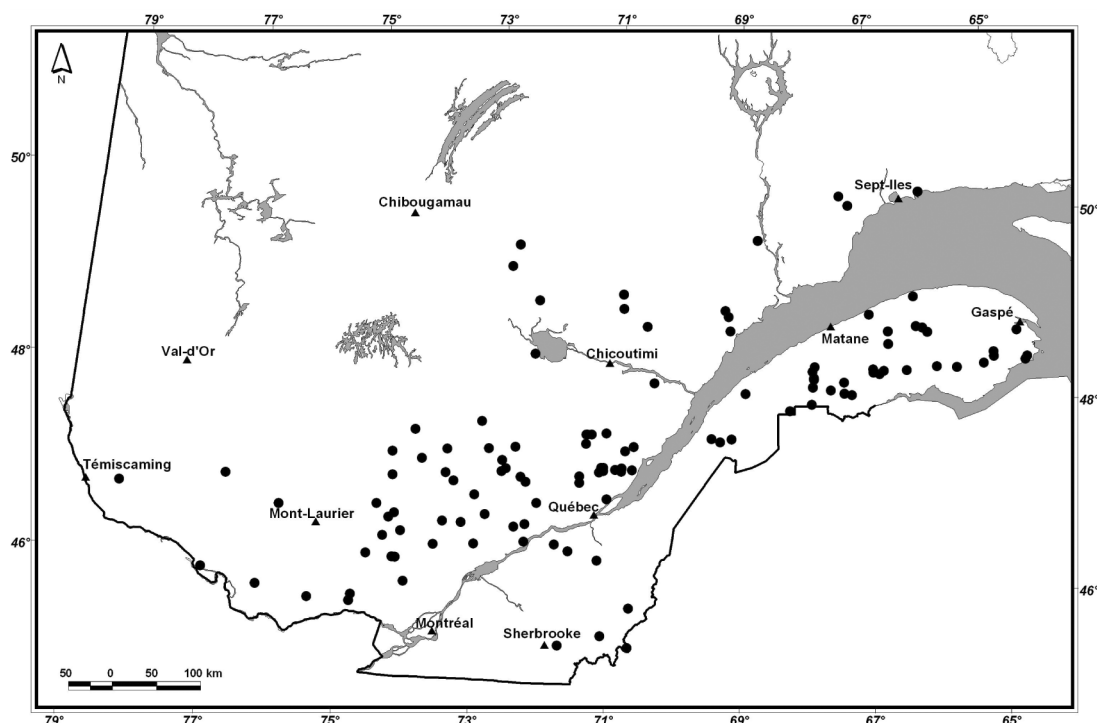 79° 77° 73° 72° 71° 69° 67° 65°
N
50°
Sept-Iles
Chibougamau
50°
Gaspé
Matane
Val-d'Or
48°
Chicoutimi
48°
Témiscaming
Mont-Laurier
Québec
46°
46°
Montréal
Sherbrooke
50 0 50 100 km
79° 77° 75° 73° 71° 69° 67° 65°